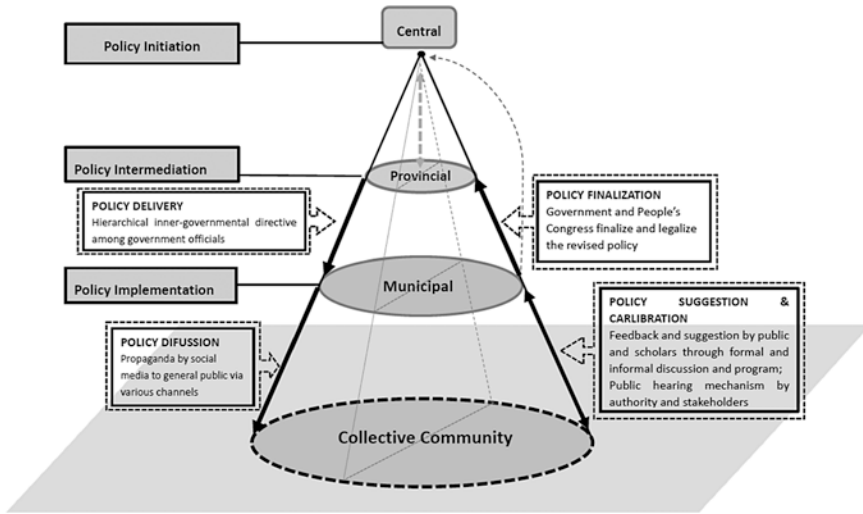 Central
Policy Initiation
Policy Intermediation
Provincial
POLICY DELIVERY
Hierarchical inner-governmental directive
among government officials
POLICY FINALIZATION
Government and People's
Congress finalize and legalize
the revised policy
Policy Implementation
Municipal
POLICY DIFUSSION
Propaganda by social
media to general public via
various channels
POLICY SUGGESTION &
CARLIBRATION
Feedback and suggestion by public
and scholars through formal and
informal discussion and program;
Public hearing mechanism by
authority and stakeholders
Collective Community